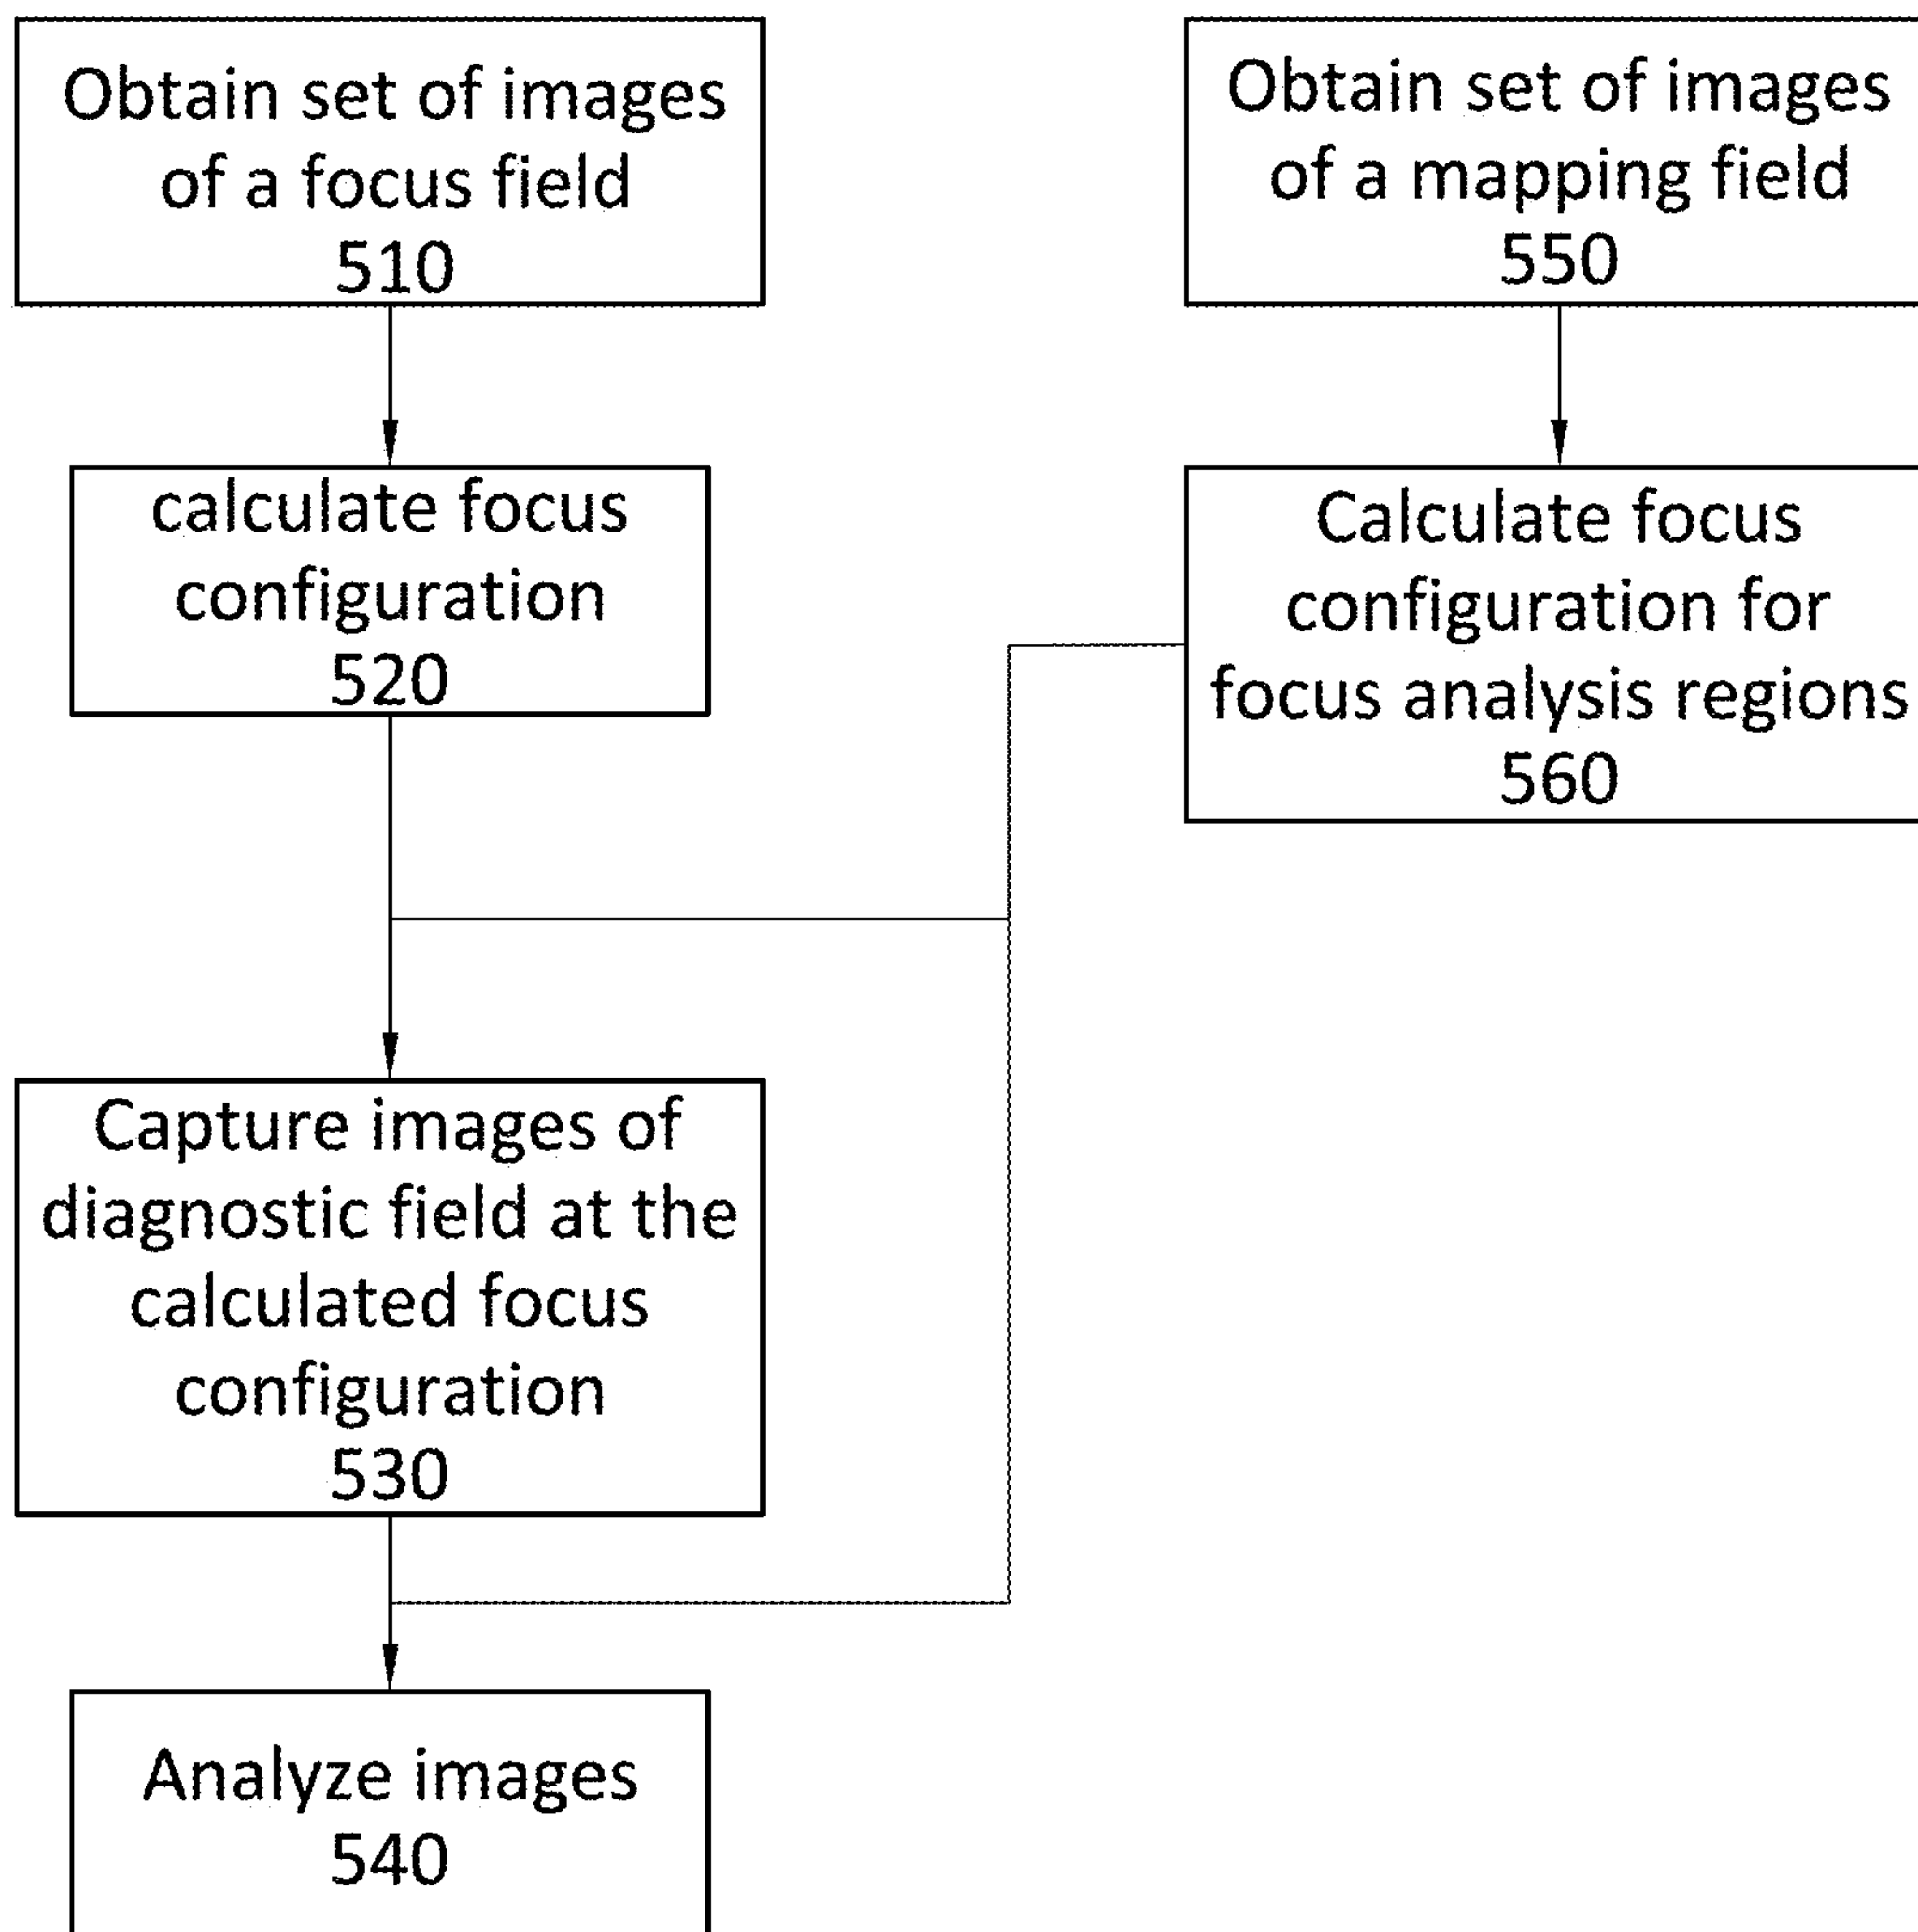 Obtain set of images
of a focus field
510
calculate focus
configuration
520
Capture images of
diagnostic field at the
calculated focus
configuration
530
Analyze images
540
Obtain set of images
of a mapping field
550
Calculate focus
configuration for
focus analysis regions
560